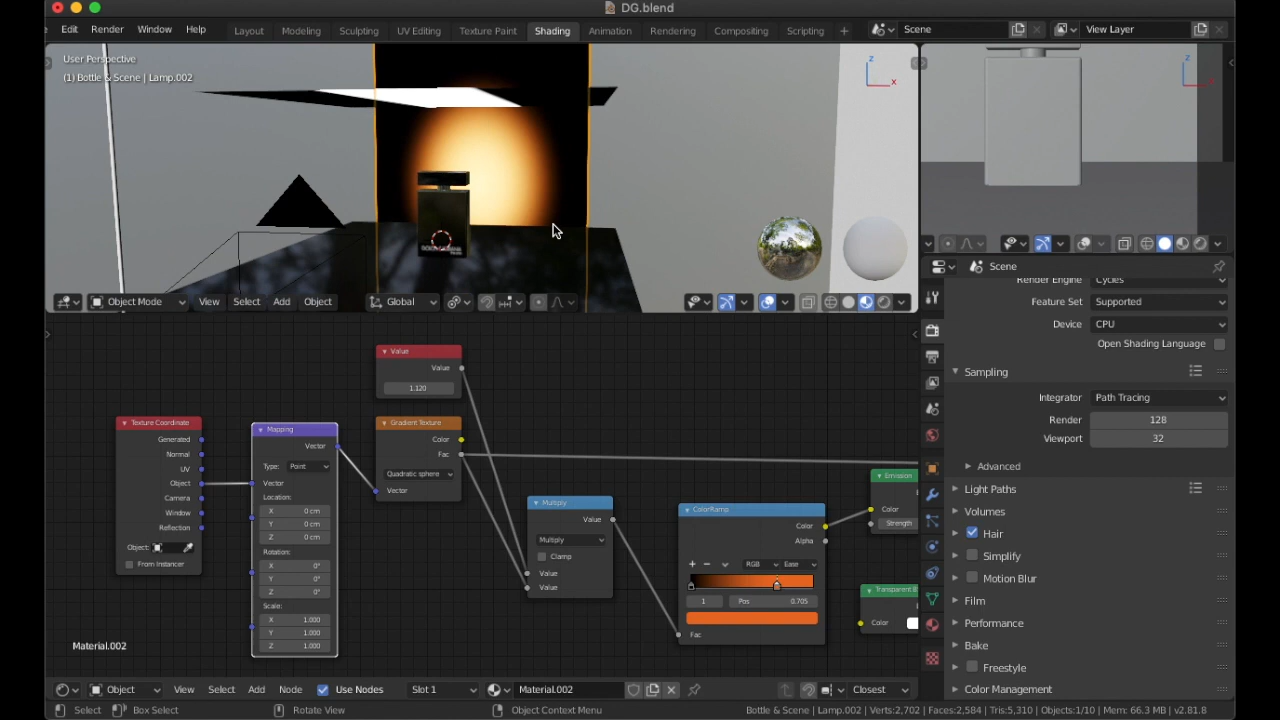 DG.blend
Edit Render Window Help Layout Modeling Sculpting UV Editing Texture Paint Shading Animation Rendering Compositing Scripting + Scene View Layer
User Perspective
(1) Bottle & Scene | Lamp.002
Z X
Z X
Object Mode View Select Add Object Global
Scene
Render Engine Cycles
Feature Set Supported
Device CPU
Open Shading Language
Sampling
Integrator Path Tracing
Render 128
Viewport 32
Advanced
Light Paths
Volumes
Hair
Simplify
Motion Blur
Film
Performance
Bake
Freestyle
Color Management
Value
Value
1.120
Texture Coordinate
Generated
Normal
UV
Object
Camera
Window
Reflection
Object:
From Instancer
Mapping
Vector
Type: Point
Vector
Location:
X 0 cm
Y 0 cm
Z 0 cm
Rotation:
X 0°
Y 0°
Z 0°
Scale:
X 1.000
Y 1.000
Z 1.000
Gradient Texture
Color
Fac
Quadratic sphere
Vector
Multiply
Value
Multiply
Clamp
Value
Value
ColorRamp
Color
Alpha
RGB Ease
1 Pos 0.705
Fac
Emission
Color
Strength
Transparent B
Color
Material.002
Object View Select Add Node Use Nodes Slot 1 Material.002 Closest
Select Box Select Rotate View Object Context Menu Bottle & Scene | Lamp.002 | Verts:2,702 | Faces:2,584 | Tris:5,310 | Objects:1/10 | Mem: 66.3 MB | v2.81.8